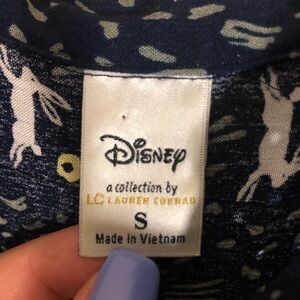 Disney
a collection by
LC LAUREN CONRAD
S
Made in Vietnam